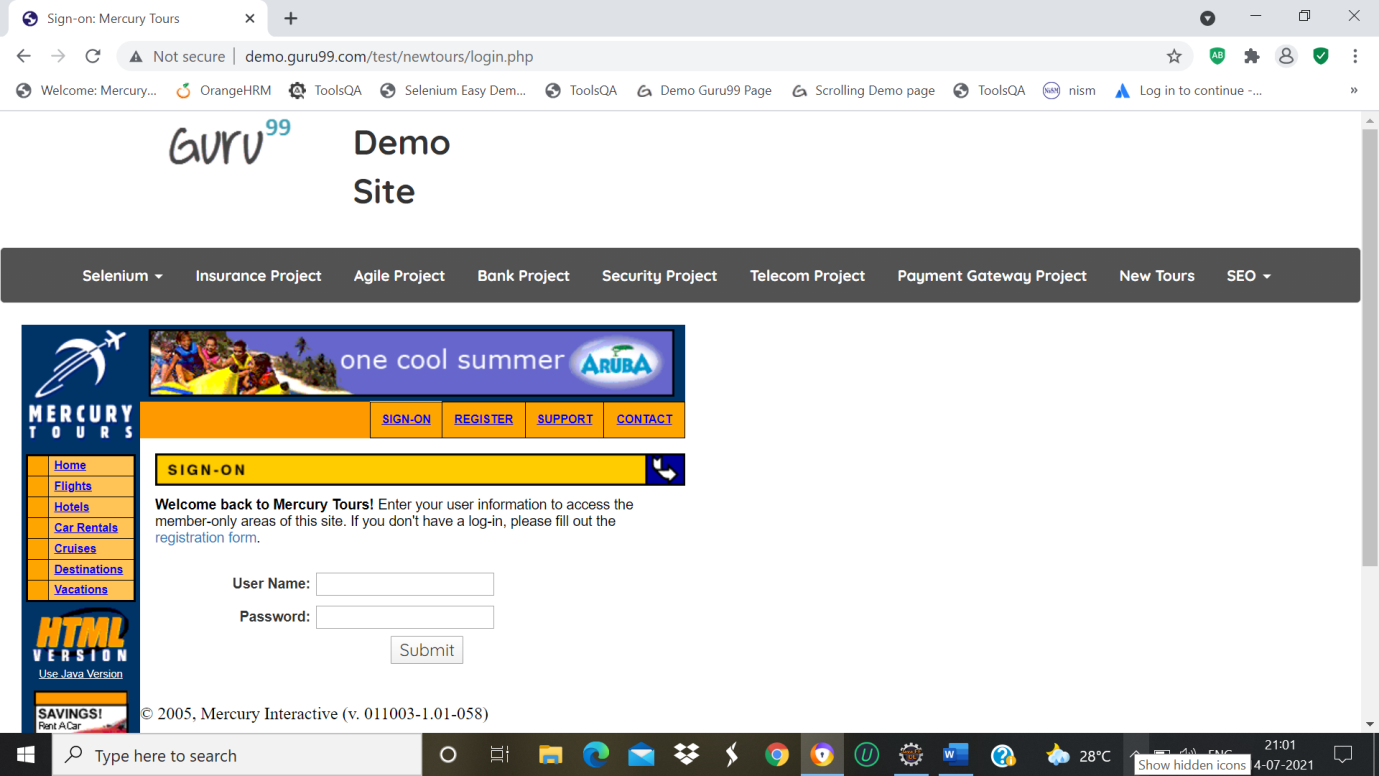 Sign-on: Mercury Tours
Not secure | demo.guru99.com/test/newtours/login.php
AB
Welcome: Mercury... OrangeHRM ToolsQA Selenium Easy Dem... ToolsQA Demo Guru99 Page Scrolling Demo page ToolsQA nism Log in to continue -... »
Guru99
Demo
Site
Selenium Insurance Project Agile Project Bank Project Security Project Telecom Project Payment Gateway Project New Tours SEO
one cool summer ARUBA
MERCURY
TOURS
SIGN-ON REGISTER SUPPORT CONTACT
SIGN-ON
Home
Flights
Hotels
Car Rentals
Cruises
Destinations
Vacations
Welcome back to Mercury Tours! Enter your user information to access the
member-only areas of this site. If you don't have a log-in, please fill out the
registration form.
User Name:
Password:
Submit
HTML
VERSION
Use Java Version
SAVINGS!
Rent A Car
© 2005, Mercury Interactive (v. 011003-1.01-058)
Type here to search
28°C
21:01
4-07-2021
Show hidden icons